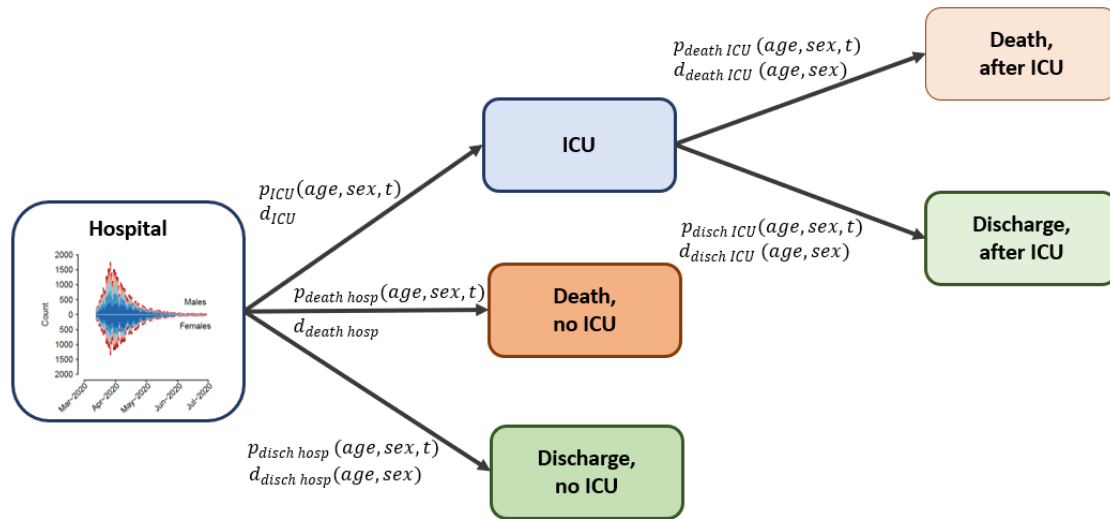 Hospital
2000
1500
1000
500
0
500
1000
1500
2000
Count
Males
Females
Mar-2020
Apr-2020
May-2020
Jun-2020
Jul-2020
p_ICU(age, sex, t)
d_ICU
p_death hosp(age, sex, t)
d_death hosp
p_disch hosp (age, sex, t)
d_disch hosp(age, sex)
ICU
Death,
no ICU
Discharge,
no ICU
p_death ICU (age, sex, t)
d_death ICU (age, sex)
p_disch ICU(age, sex, t)
d_disch ICU (age, sex)
Death,
after ICU
Discharge,
after ICU